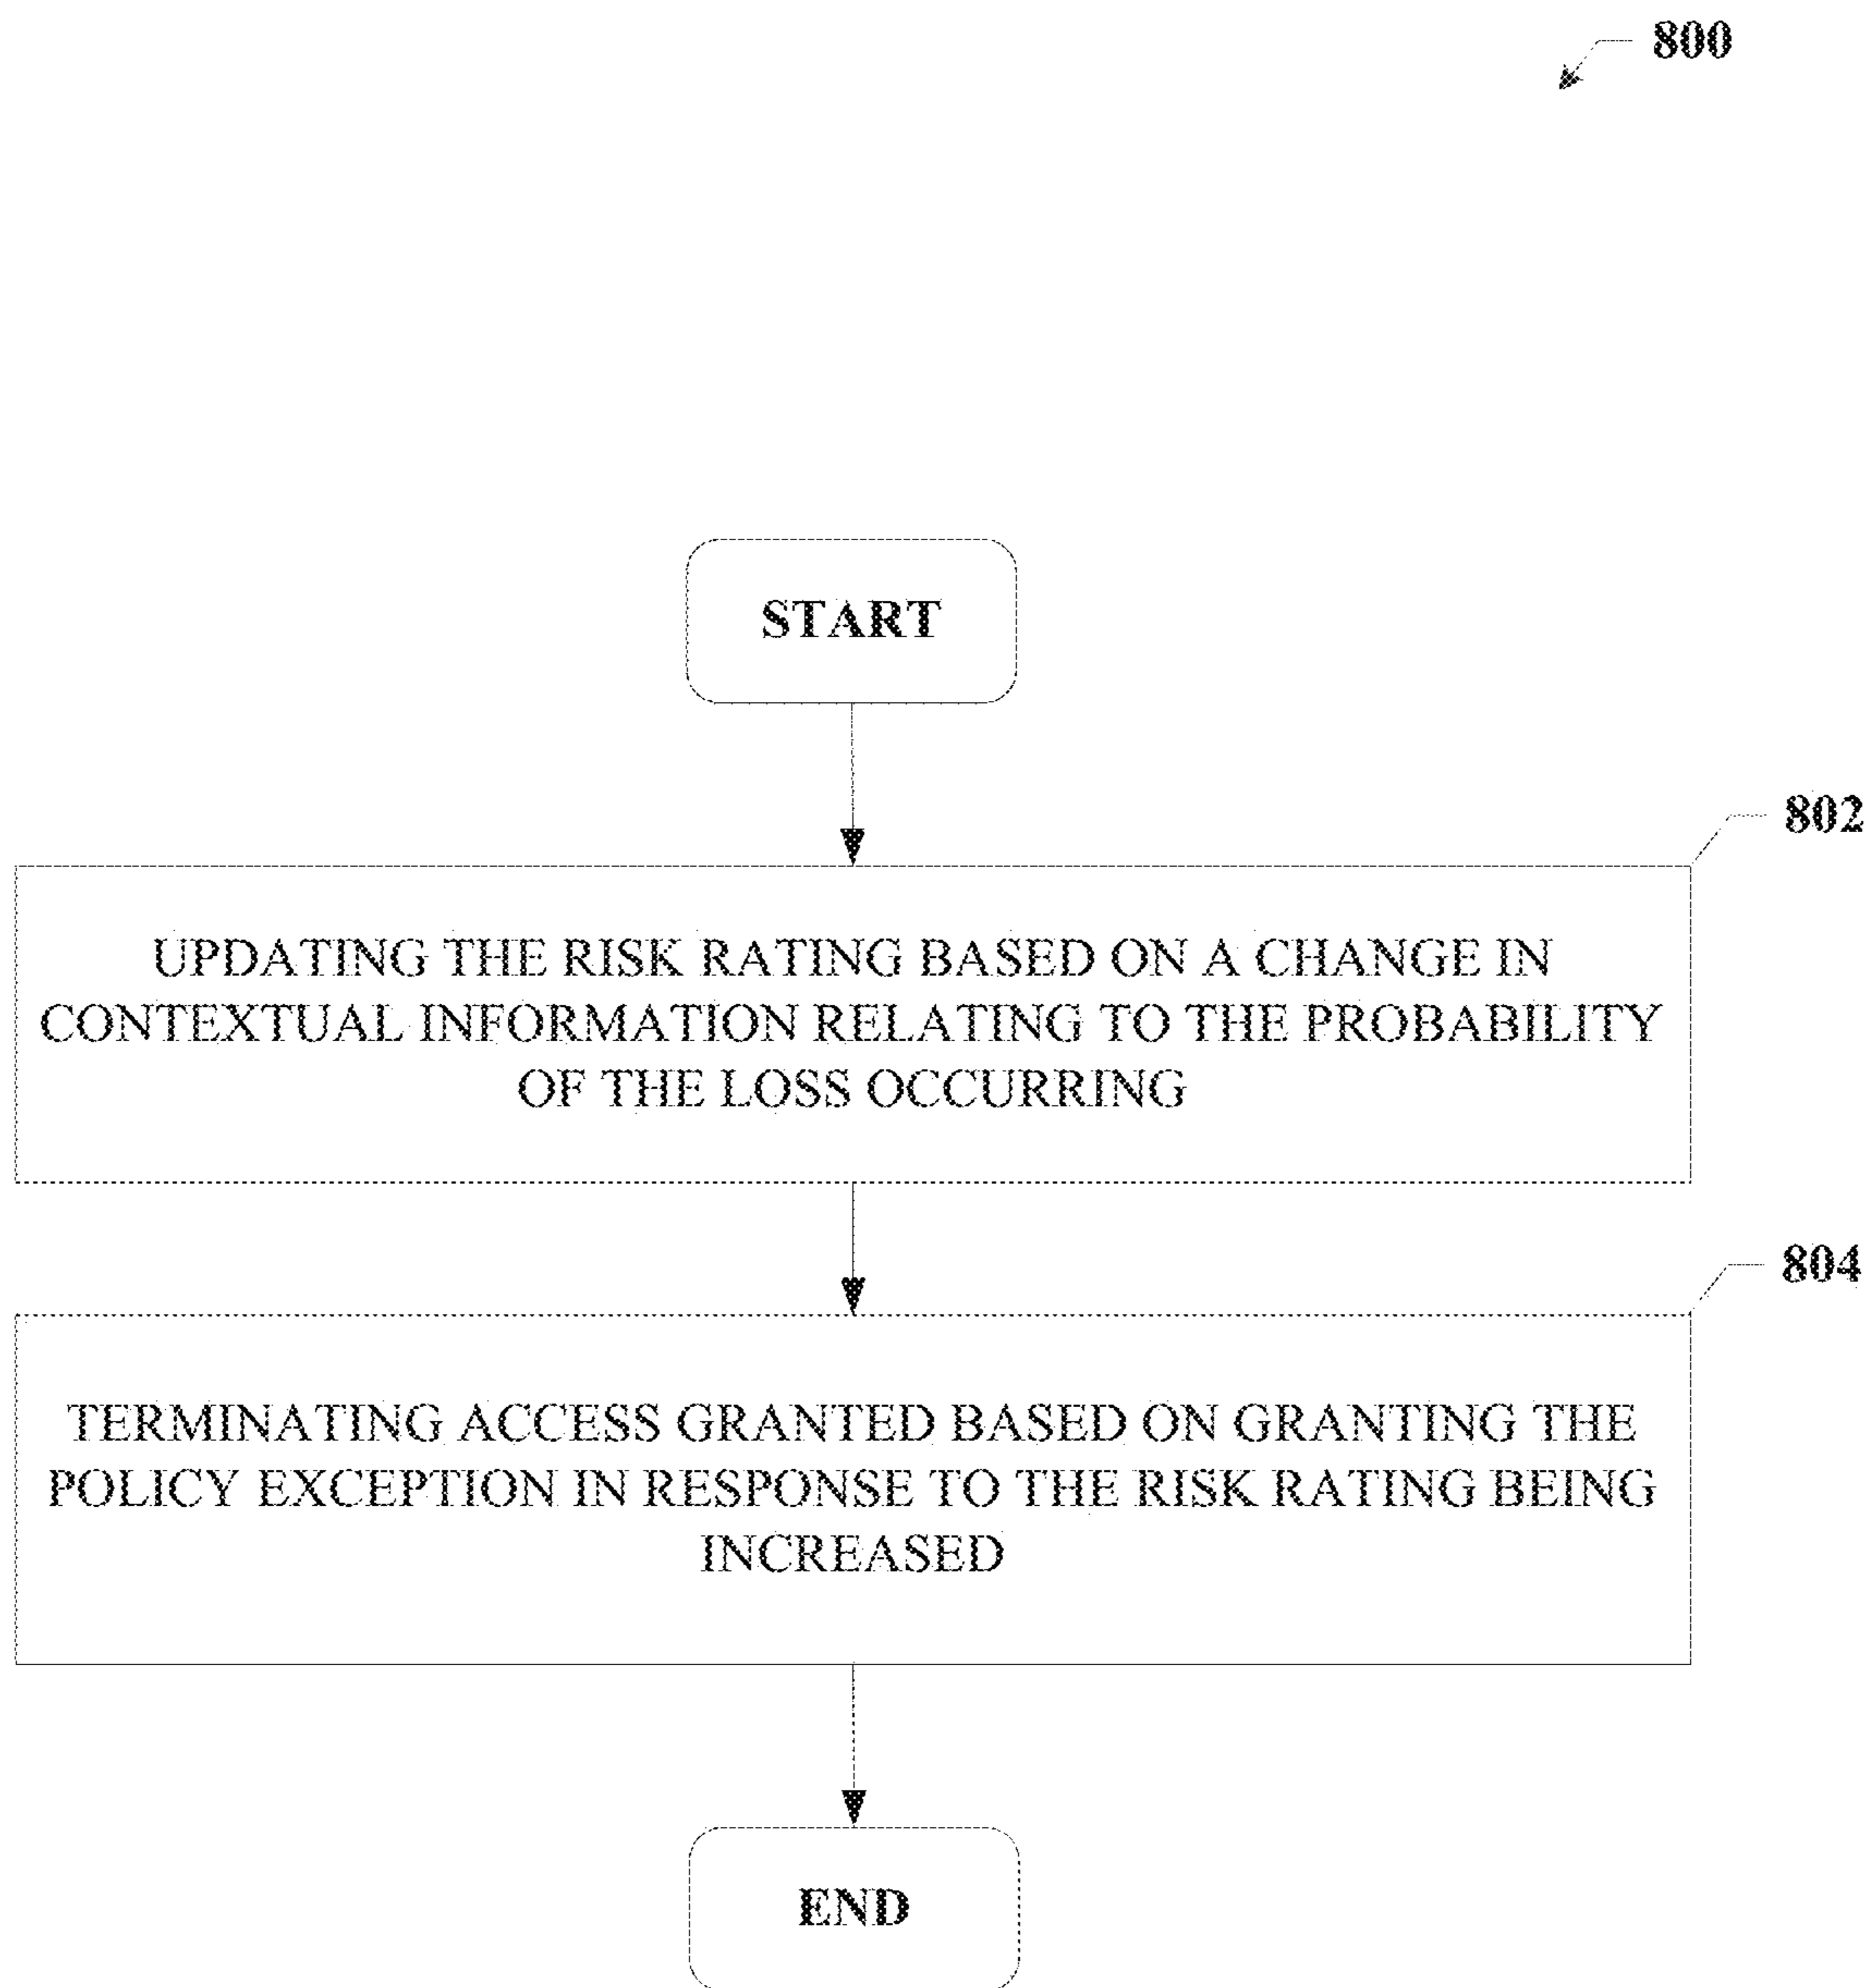 800
START
802
UPDATING THE RISK RATING BASED ON A CHANGE IN
CONTEXTUAL INFORMATION RELATING TO THE PROBABILITY
OF THE LOSS OCCURRING
804
TERMINATING ACCESS GRANTED BASED ON GRANTING THE
POLICY EXCEPTION IN RESPONSE TO THE RISK RATING BEING
INCREASED
END